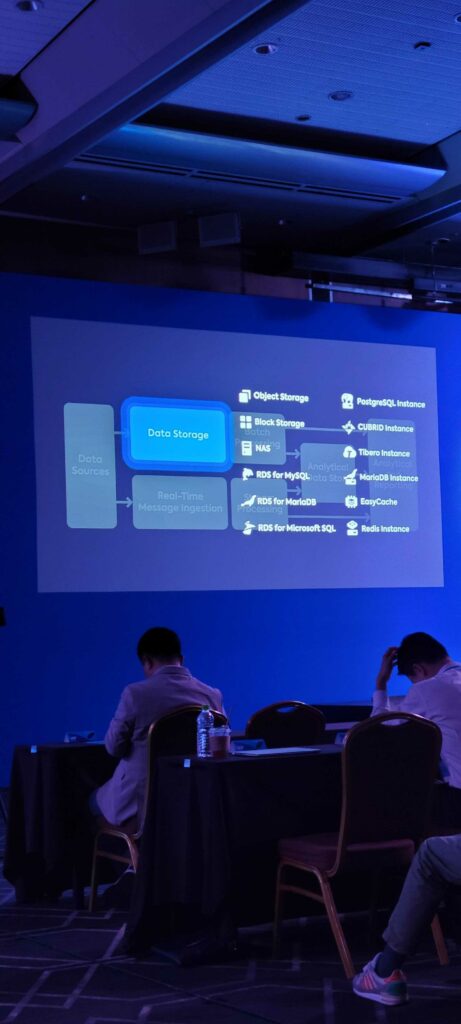 Data
Sources
Data Storage
Real-Time
Message Ingestion
Batch
Processing
Analytical
Data Store
Object Storage
Block Storage
NAS
RDS for MySQL
RDS for MariaDB
RDS for Microsoft SQL
PostgreSQL Instance
CUBRID Instance
Tibero Instance
MariaDB Instance
EasyCache
Redis Instance